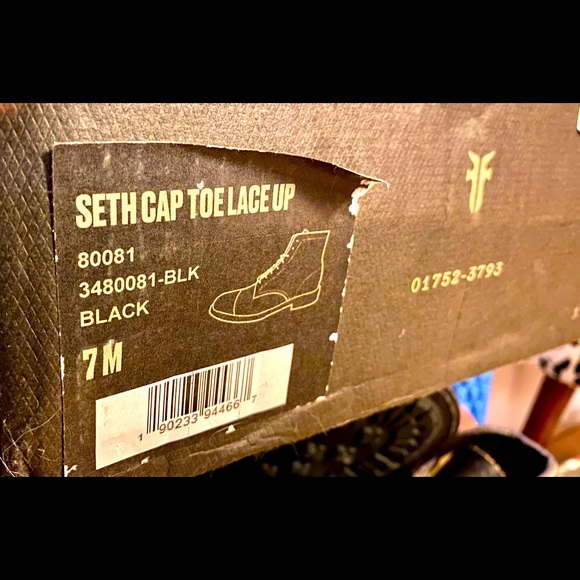 SETH CAP TOE LACE UP
80081
3480081-BLK
BLACK
7 M
1 90233 94466 7
01752-3793